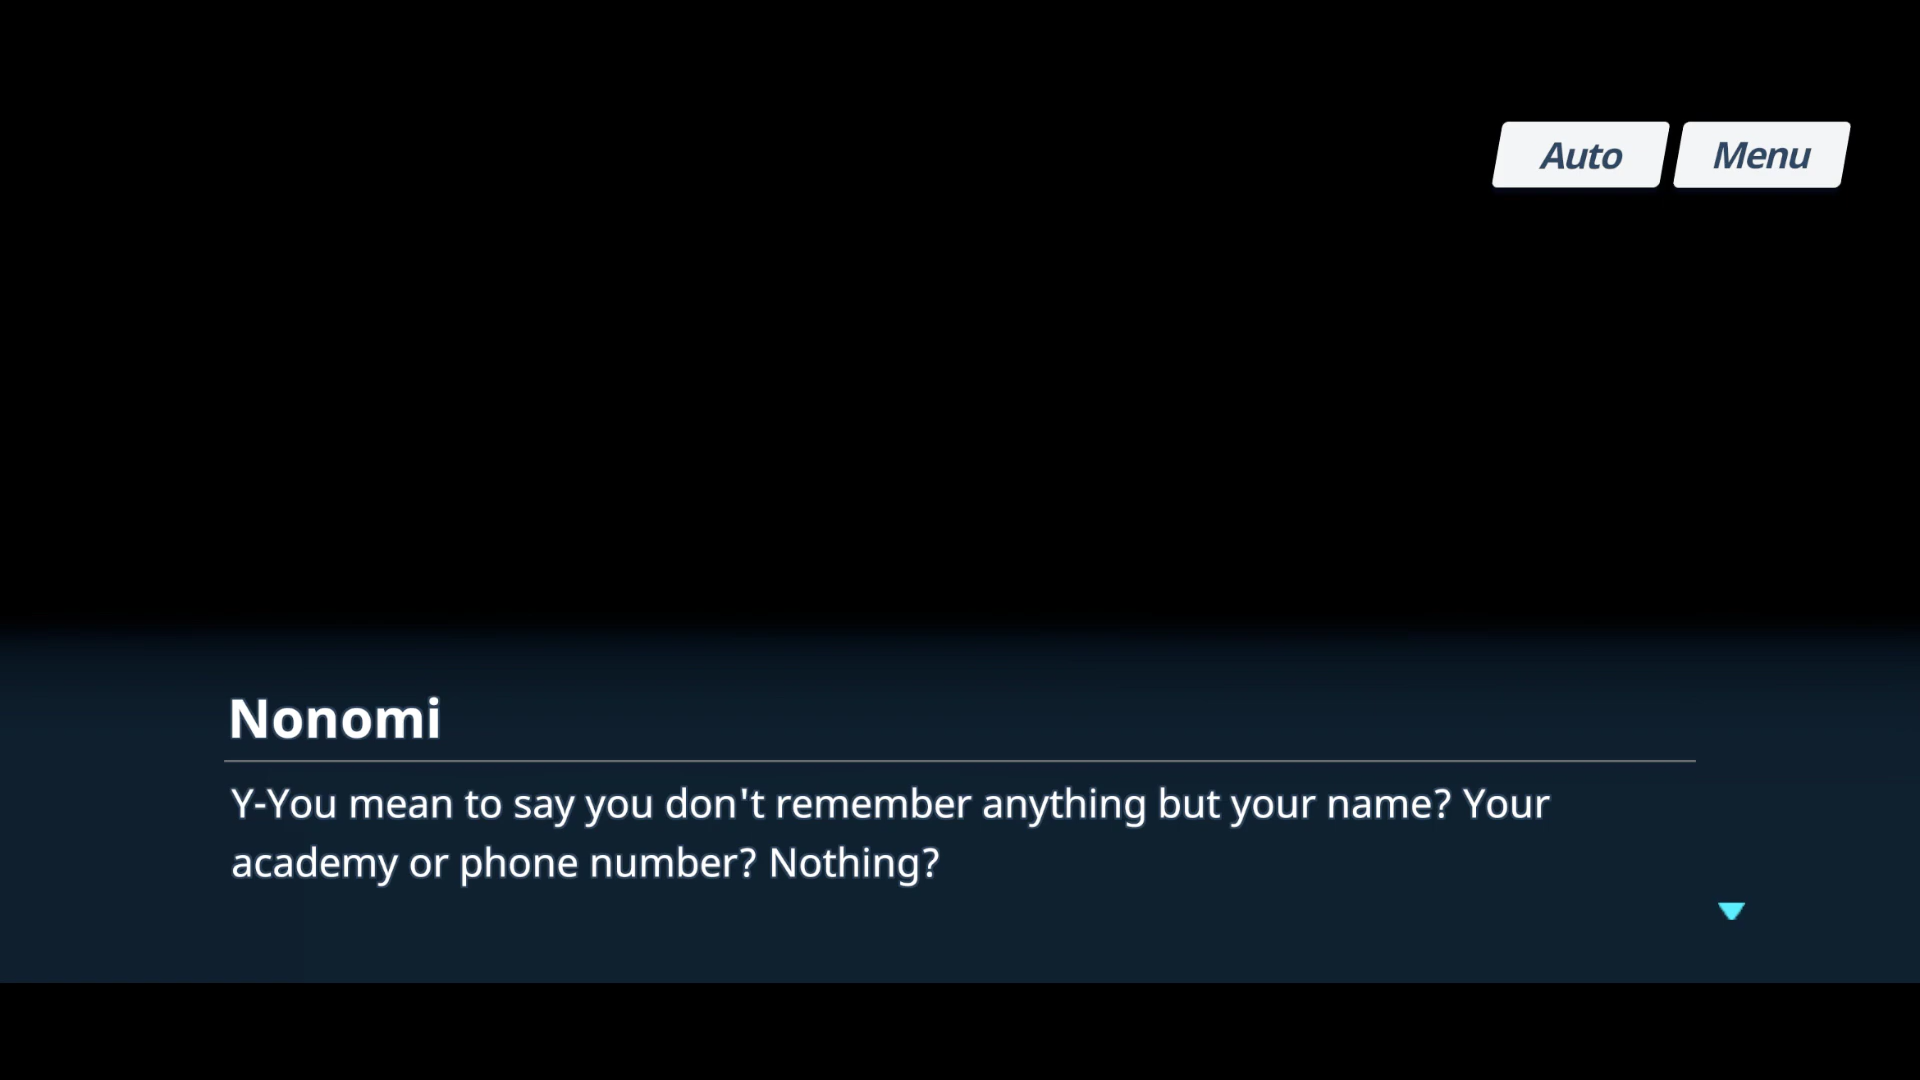 Auto Menu
Nonomi
Y-You mean to say you don't remember anything but your name? Your
academy or phone number? Nothing?